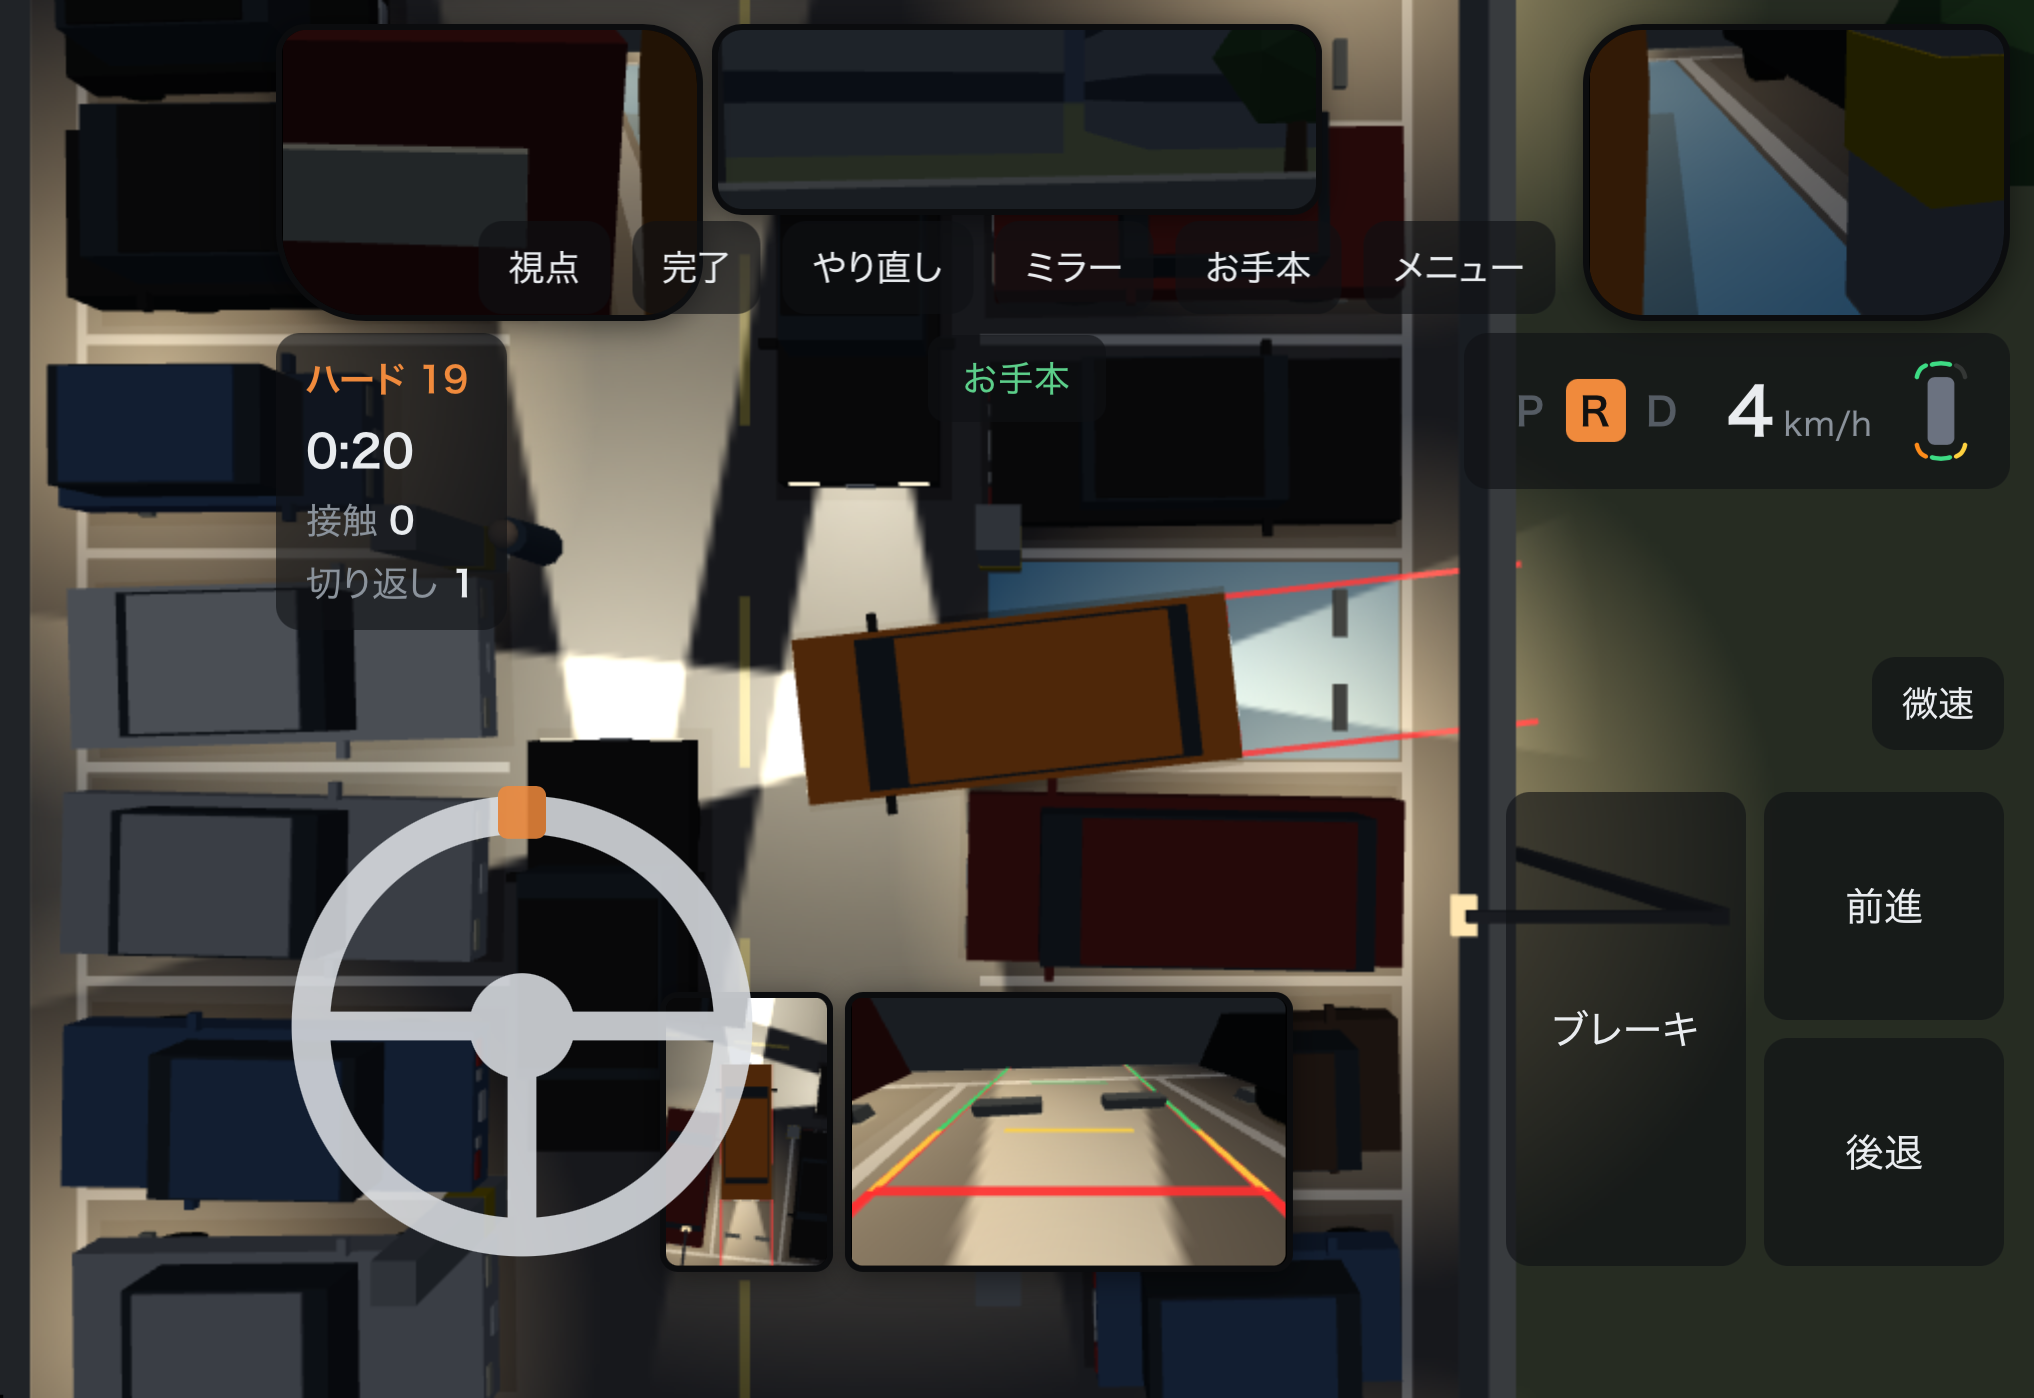 視点
完了
やり直し
ミラー
お手本
メニュー
ハード 19
0:20
接触 0
切り返し 1
お手本
P R D 4 km/h
微速
前進
ブレーキ
後退